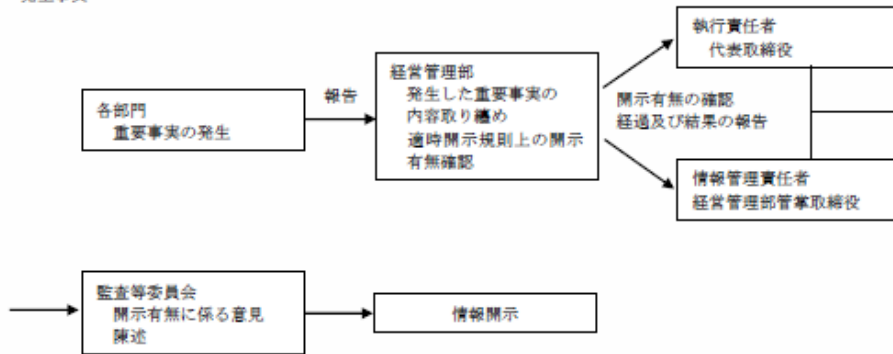 各部門
重要事実の発生
報告
経営管理部
発生した重要事実の
内容取り纏め
適時開示規則上の開示
有無確認
開示有無の確認
経過及び結果の報告
執行責任者
代表取締役
情報管理責任者
経営管理部管掌取締役
監査等委員会
開示有無に係る意見
陳述
情報開示